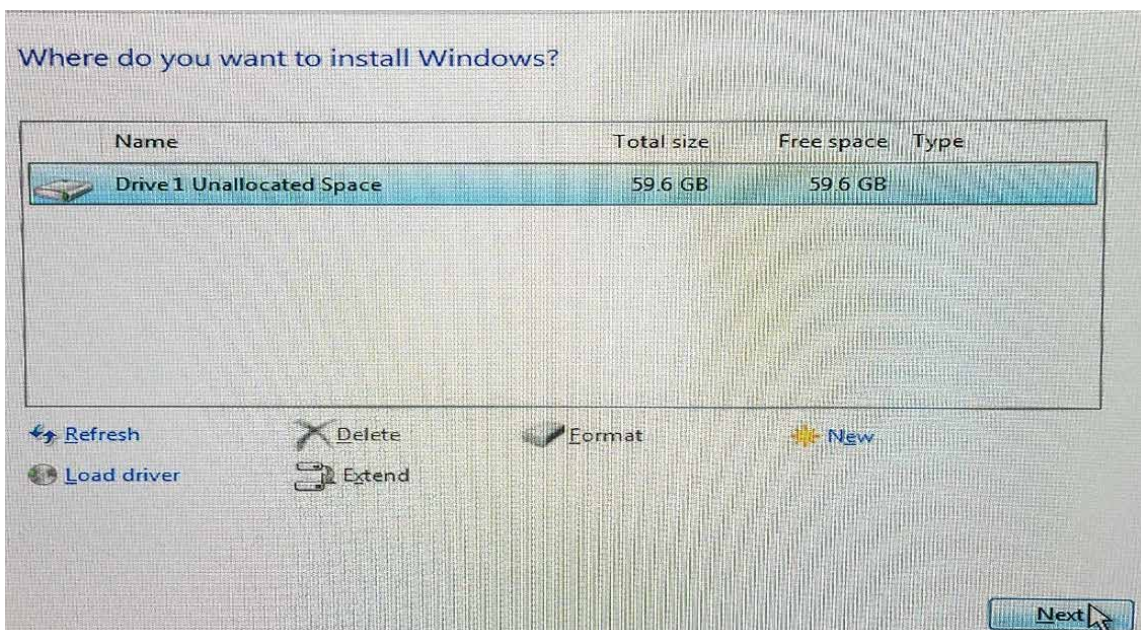 Where do you want to install Windows?
Name Total size Free space Type
Drive 1 Unallocated Space 59.6 GB 59.6 GB
Refresh Delete Format New
Load driver Extend
Next